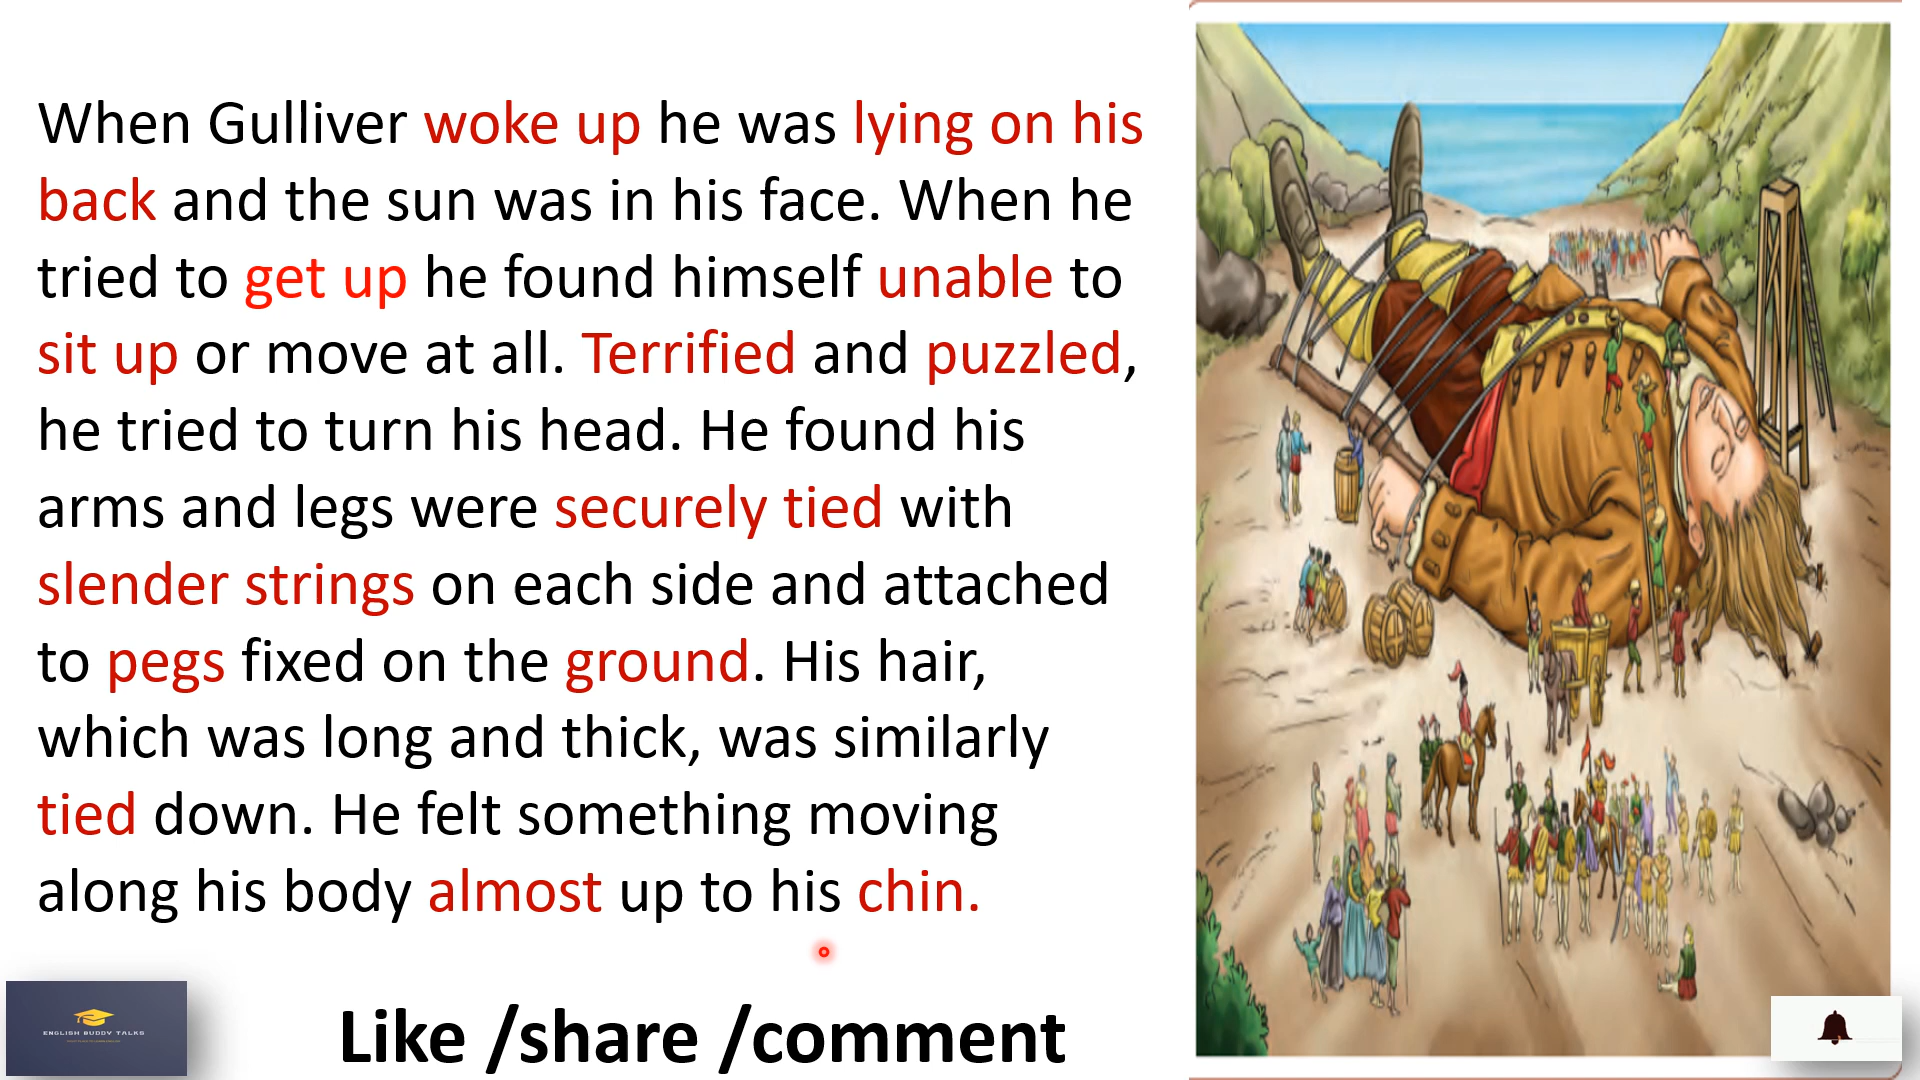 When Gulliver woke up he was lying on his
back and the sun was in his face. When he
tried to get up he found himself unable to
sit up or move at all. Terrified and puzzled,
he tried to turn his head. He found his
arms and legs were securely tied with
slender strings on each side and attached
to pegs fixed on the ground. His hair,
which was long and thick, was similarly
tied down. He felt something moving
along his body almost up to his chin.
ENGLISH BUDDY TALKS
Like /share /comment